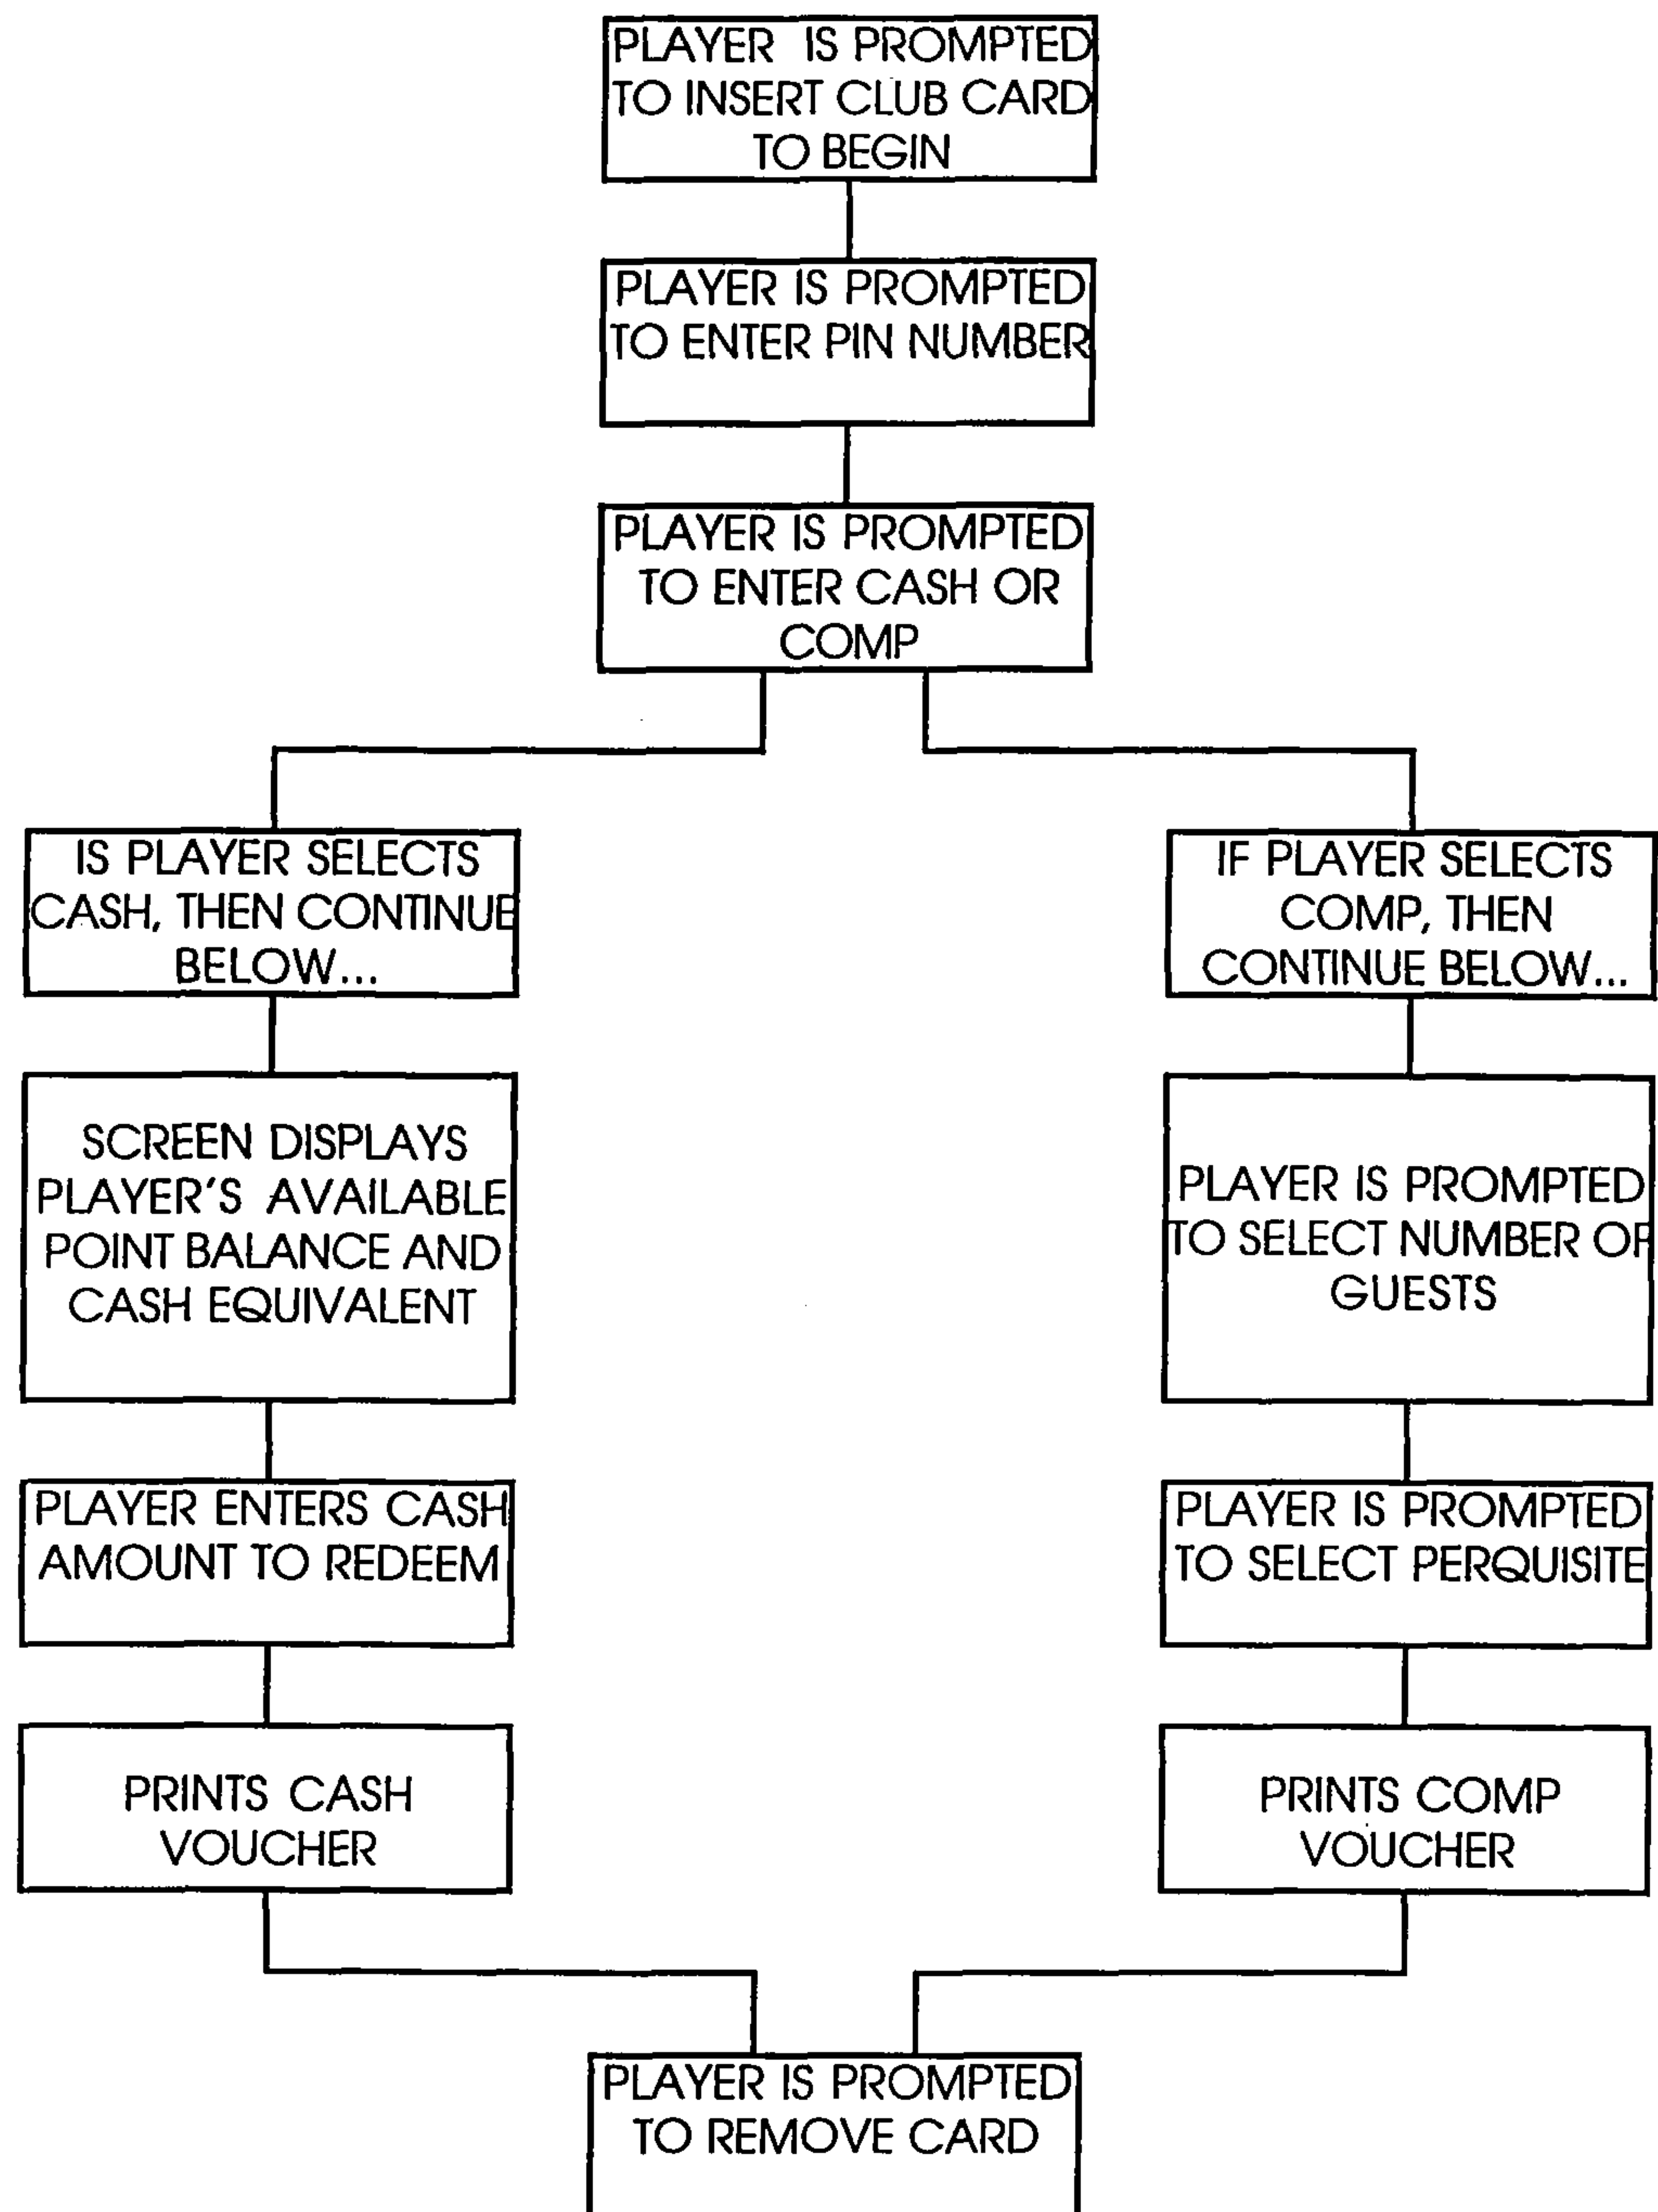 PLAYER IS PROMPTED
TO INSERT CLUB CARD
TO BEGIN
PLAYER IS PROMPTED
TO ENTER PIN NUMBER
PLAYER IS PROMPTED
TO ENTER CASH OR
COMP
IS PLAYER SELECTS
CASH, THEN CONTINUE
BELOW...
SCREEN DISPLAYS
PLAYER'S AVAILABLE
POINT BALANCE AND
CASH EQUIVALENT
PLAYER ENTERS CASH
AMOUNT TO REDEEM
PRINTS CASH
VOUCHER
IF PLAYER SELECTS
COMP, THEN
CONTINUE BELOW...
PLAYER IS PROMPTED
TO SELECT NUMBER OF
GUESTS
PLAYER IS PROMPTED
TO SELECT PERQUISITE
PRINTS COMP
VOUCHER
PLAYER IS PROMPTED
TO REMOVE CARD